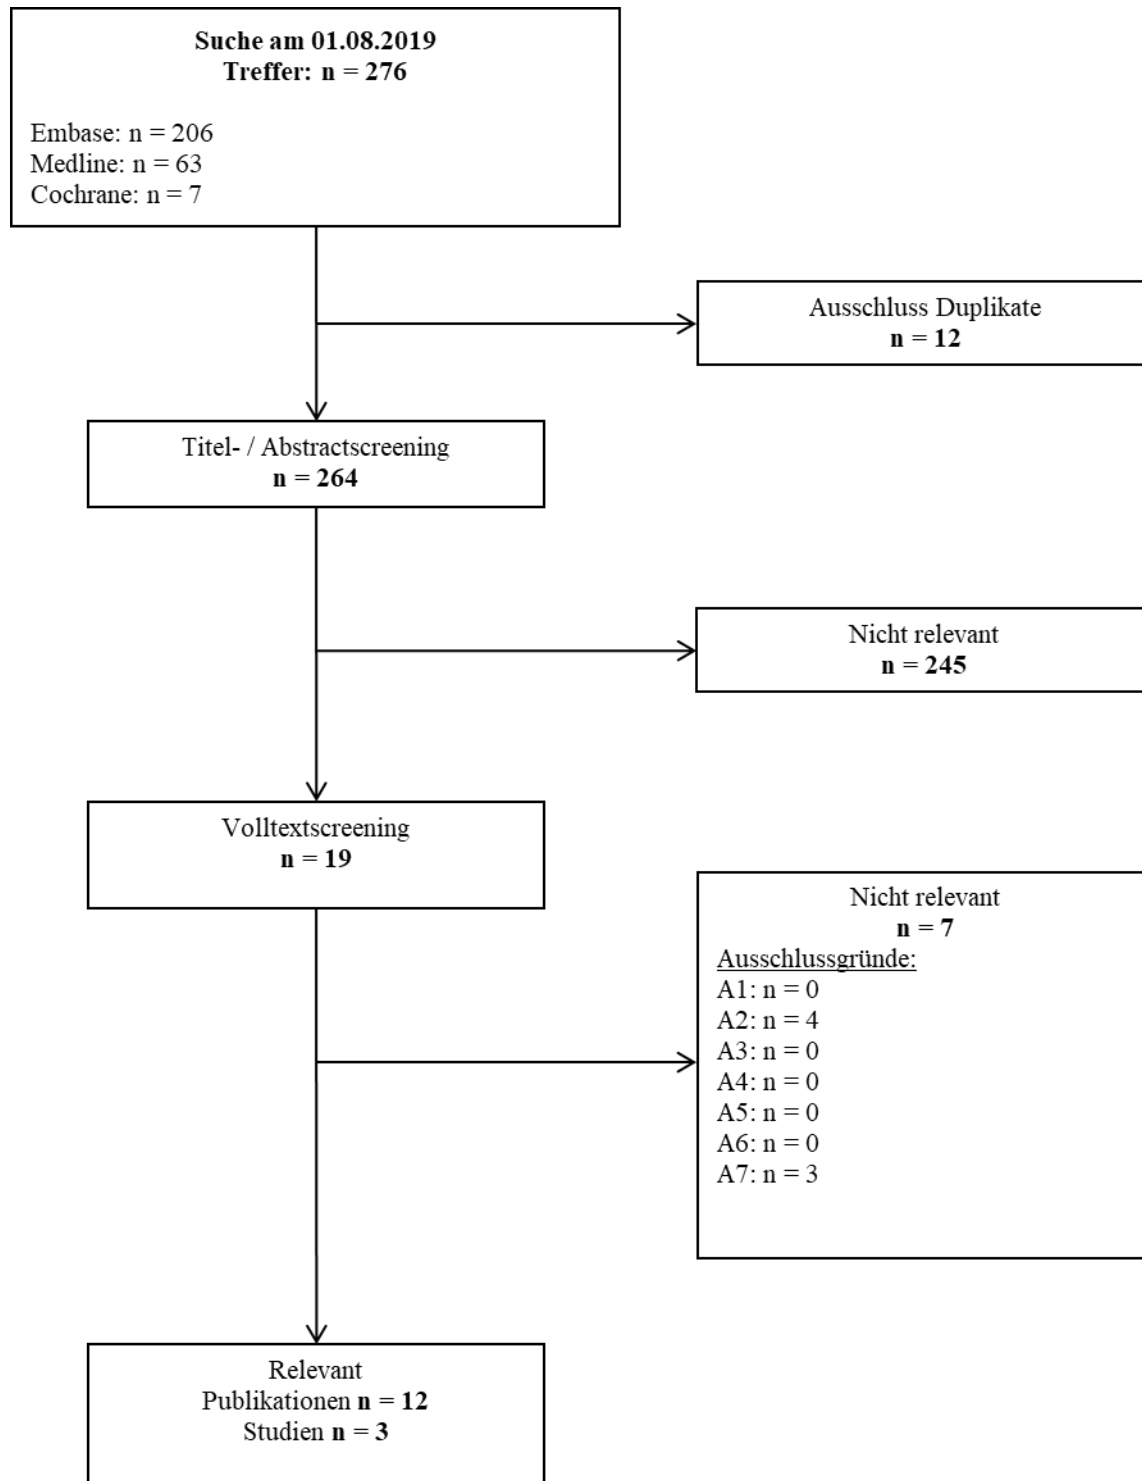 Suche am 01.08.2019
Treffer: n = 276
Embase: n = 206
Medline: n = 63
Cochrane: n = 7
Ausschluss Duplikate
n = 12
Titel- / Abstractscreening
n = 264
Nicht relevant
n = 245
Volltextscreening
n = 19
Nicht relevant
n = 7
Ausschlussgründe:
A1: n = 0
A2: n = 4
A3: n = 0
A4: n = 0
A5: n = 0
A6: n = 0
A7: n = 3
Relevant
Publikationen n = 12
Studien n = 3